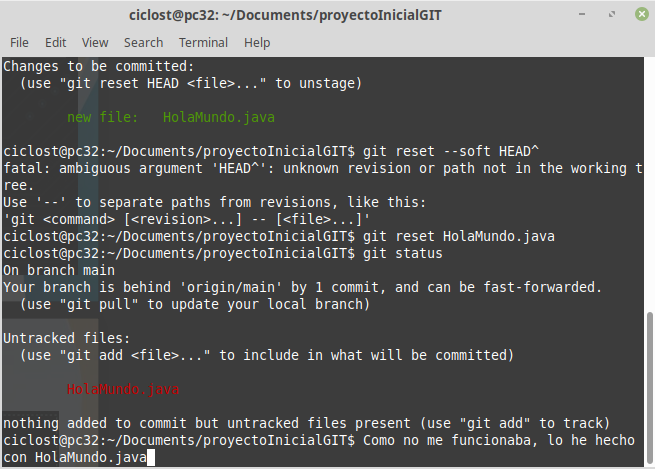 ciclost@pc32: ~/Documents/proyectoInicialGIT
File Edit View Search Terminal Help
Changes to be committed:
  (use "git reset HEAD <file>..." to unstage)
        new file:   HolaMundo.java
ciclost@pc32:~/Documents/proyectoInicialGIT$ git reset --soft HEAD^
fatal: ambiguous argument 'HEAD^': unknown revision or path not in the working t
ree.
Use '--' to separate paths from revisions, like this:
'git <command> [<revision>...] -- [<file>...]'
ciclost@pc32:~/Documents/proyectoInicialGIT$ git reset HolaMundo.java
ciclost@pc32:~/Documents/proyectoInicialGIT$ git status
On branch main
Your branch is behind 'origin/main' by 1 commit, and can be fast-forwarded.
  (use "git pull" to update your local branch)
Untracked files:
  (use "git add <file>..." to include in what will be committed)
        HolaMundo.java
nothing added to commit but untracked files present (use "git add" to track)
ciclost@pc32:~/Documents/proyectoInicialGIT$ Como no me funcionaba, lo he hecho
con HolaMundo.java